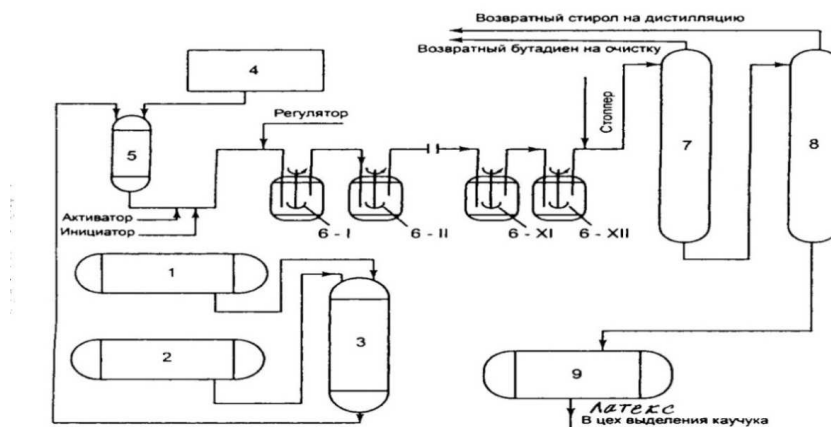 Возвратный стирол на дистилляцию
Возвратный бутадиен на очистку
4
Регулятор
Стоппер
5
7
8
Активатор
Инициатор
6 - I
6 - II
6 - XI
6 - XII
1
2
3
9
Латекс
В цех выделения каучука